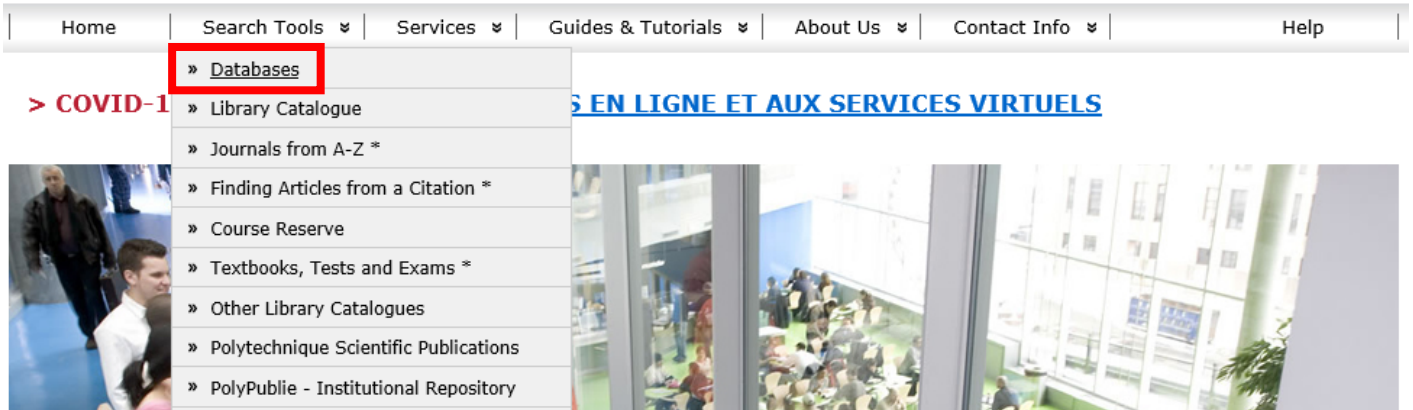 Home Search Tools Services Guides & Tutorials About Us Contact Info Help
» Databases
> COVID-1
S EN LIGNE ET AUX SERVICES VIRTUELS
» Library Catalogue
» Journals from A-Z *
» Finding Articles from a Citation *
» Course Reserve
» Textbooks, Tests and Exams *
» Other Library Catalogues
» Polytechnique Scientific Publications
» PolyPublie - Institutional Repository